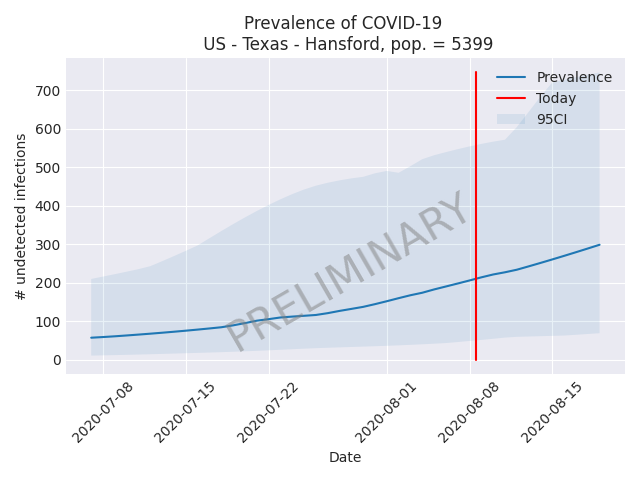 Prevalence of COVID-19
US - Texas - Hansford, pop. = 5399
# undetected infections
700
600
500
400
300
200
100
0
Prevalence
Today
95CI
PRELIMINARY
2020-07-08
2020-07-15
2020-07-22
2020-08-01
2020-08-08
2020-08-15
Date